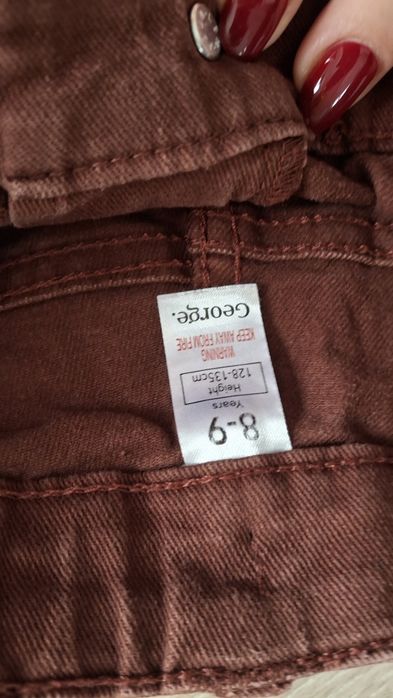 8-9
Years
Height
128-135cm
WARNING
KEEP AWAY FROM FIRE
George.